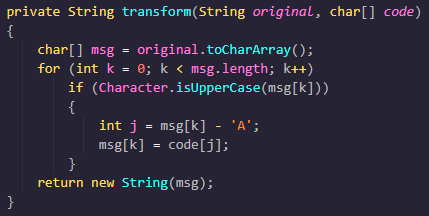 private String transform(String original, char[] code)
{
    char[] msg = original.toCharArray();
    for (int k = 0; k < msg.length; k++)
        if (Character.isUpperCase(msg[k]))
        {
            int j = msg[k] - 'A';
            msg[k] = code[j];
        }
    return new String(msg);
}